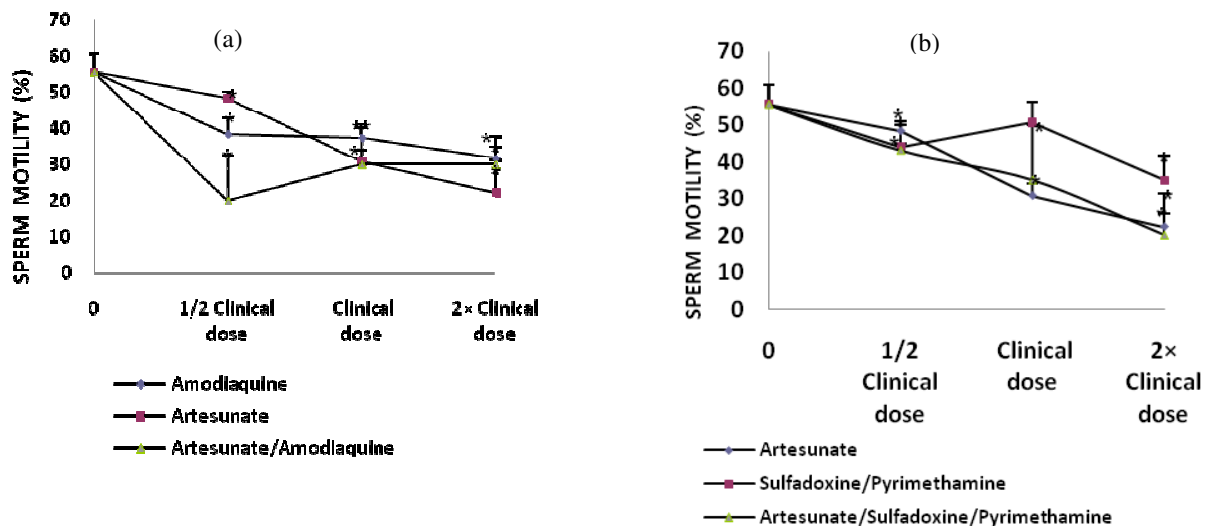 (a)
SPERM MOTILITY (%)
70
60
50
40
30
20
10
0
0
1/2 Clinical
dose
Clinical
dose
2× Clinical
dose
Amodiaquine
Artesunate
Artesunate/Amodiaquine
(b)
SPERM MOTILITY (%)
70
60
50
40
30
20
10
0
0
1/2
Clinical
dose
Clinical
dose
2×
Clinical
dose
Artesunate
Sulfadoxine/Pyrimethamine
Artesunate/Sulfadoxine/Pyrimethamine